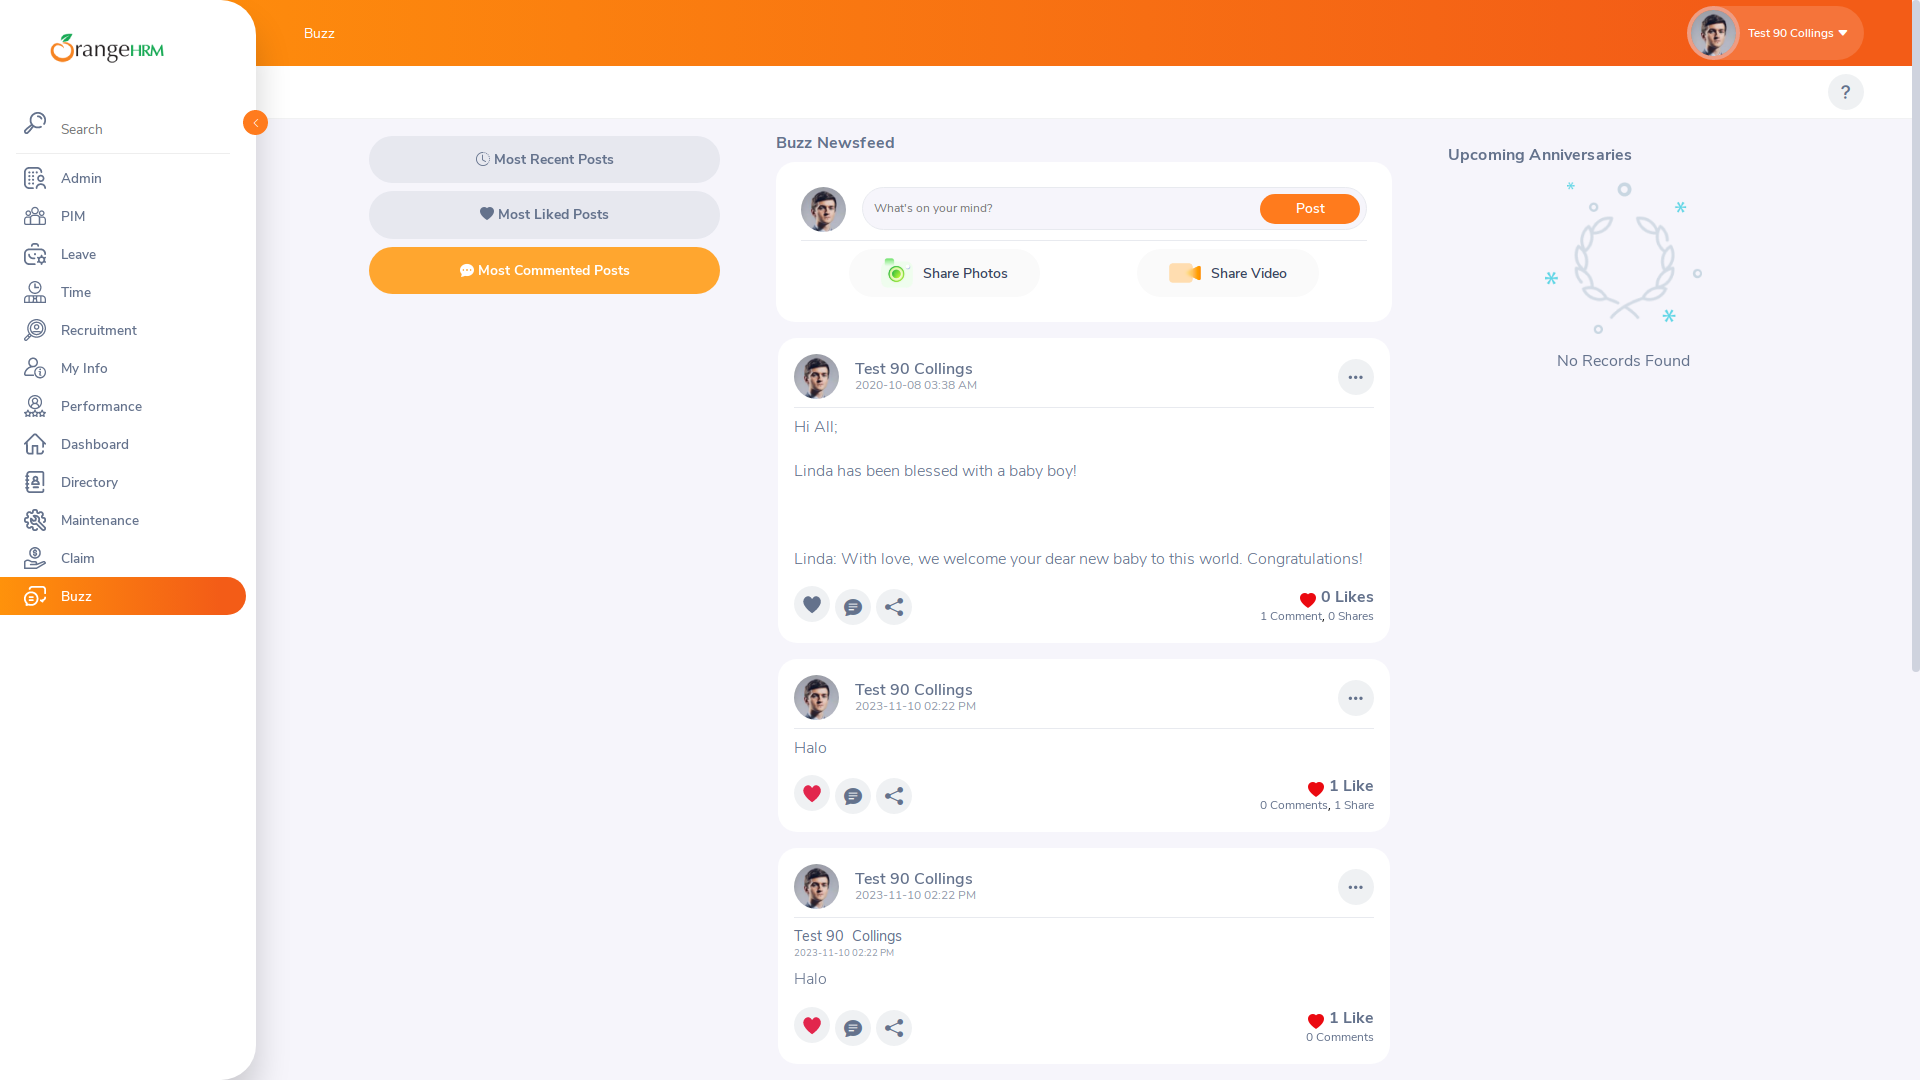 OrangeHRM
Search
Admin
PIM
Leave
Time
Recruitment
My Info
Performance
Dashboard
Directory
Maintenance
Claim
Buzz
Buzz
Test 90 Collings
?
Most Recent Posts
Most Liked Posts
Most Commented Posts
Buzz Newsfeed
What's on your mind?
Post
Share Photos
Share Video
Test 90 Collings
2020-10-08 03:38 AM
Hi All;
Linda has been blessed with a baby boy!
Linda: With love, we welcome your dear new baby to this world. Congratulations!
0 Likes
1 Comment, 0 Shares
Test 90 Collings
2023-11-10 02:22 PM
Halo
1 Like
0 Comments, 1 Share
Test 90 Collings
2023-11-10 02:22 PM
Test 90  Collings
2023-11-10 02:22 PM
Halo
1 Like
0 Comments
Upcoming Anniversaries
No Records Found